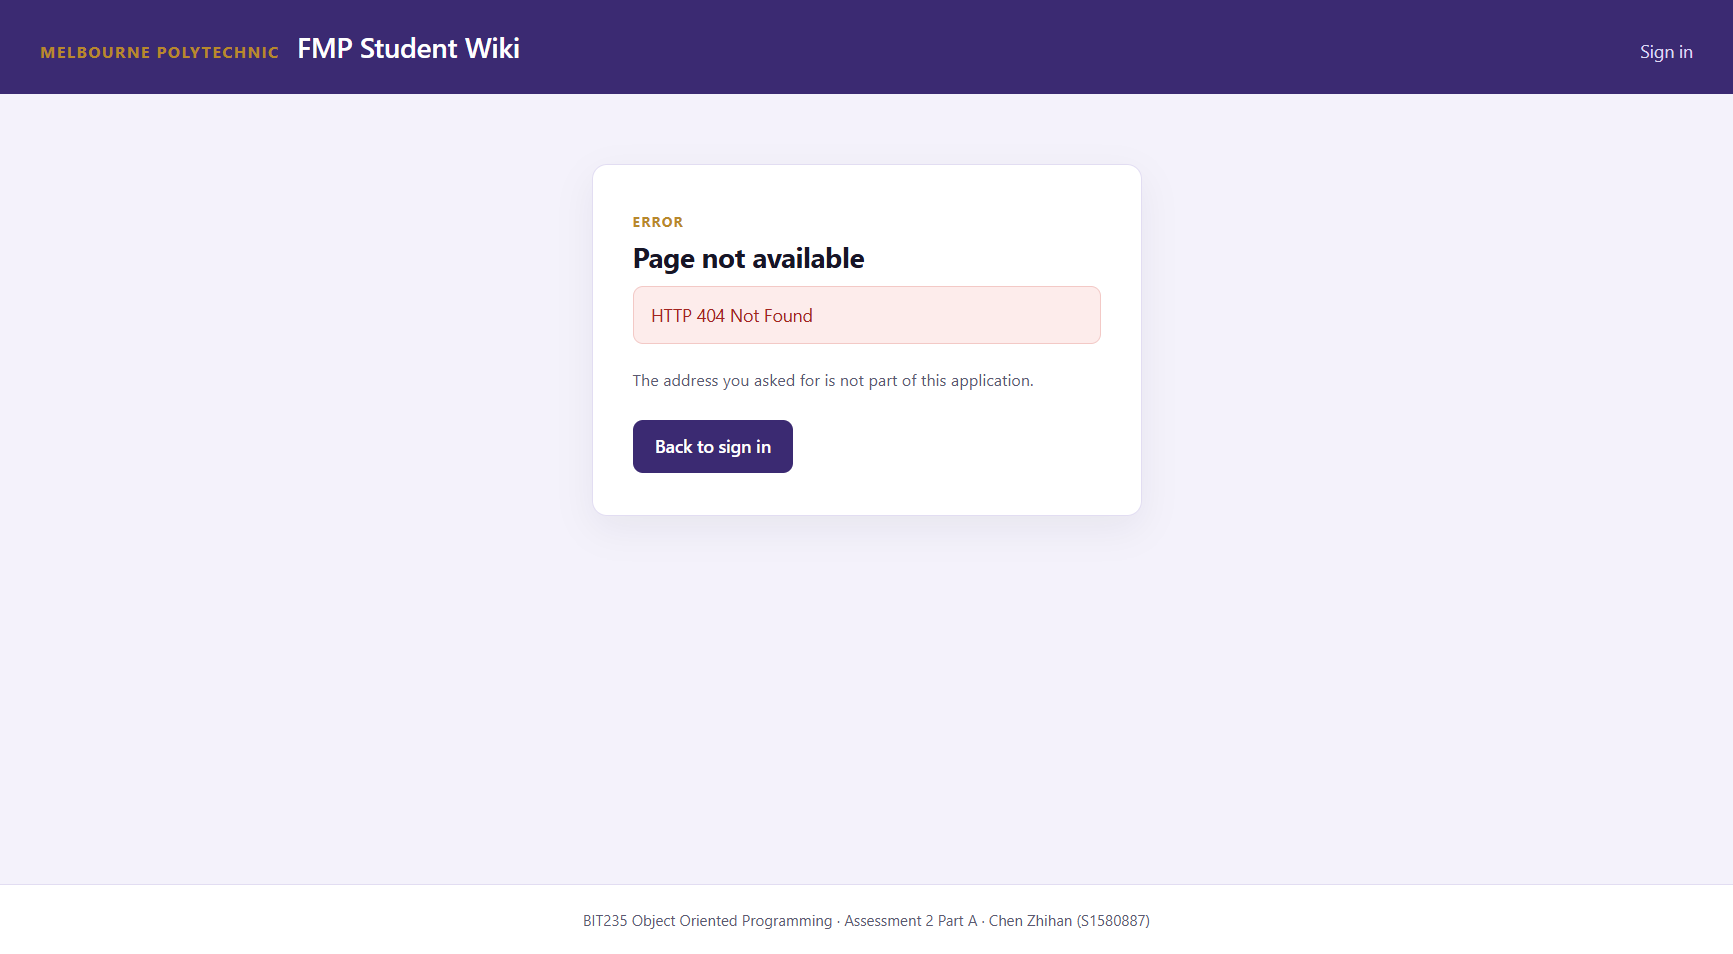 MELBOURNE POLYTECHNIC FMP Student Wiki
Sign in
ERROR
Page not available
HTTP 404 Not Found
The address you asked for is not part of this application.
Back to sign in
BIT235 Object Oriented Programming · Assessment 2 Part A · Chen Zhihan (S1580887)